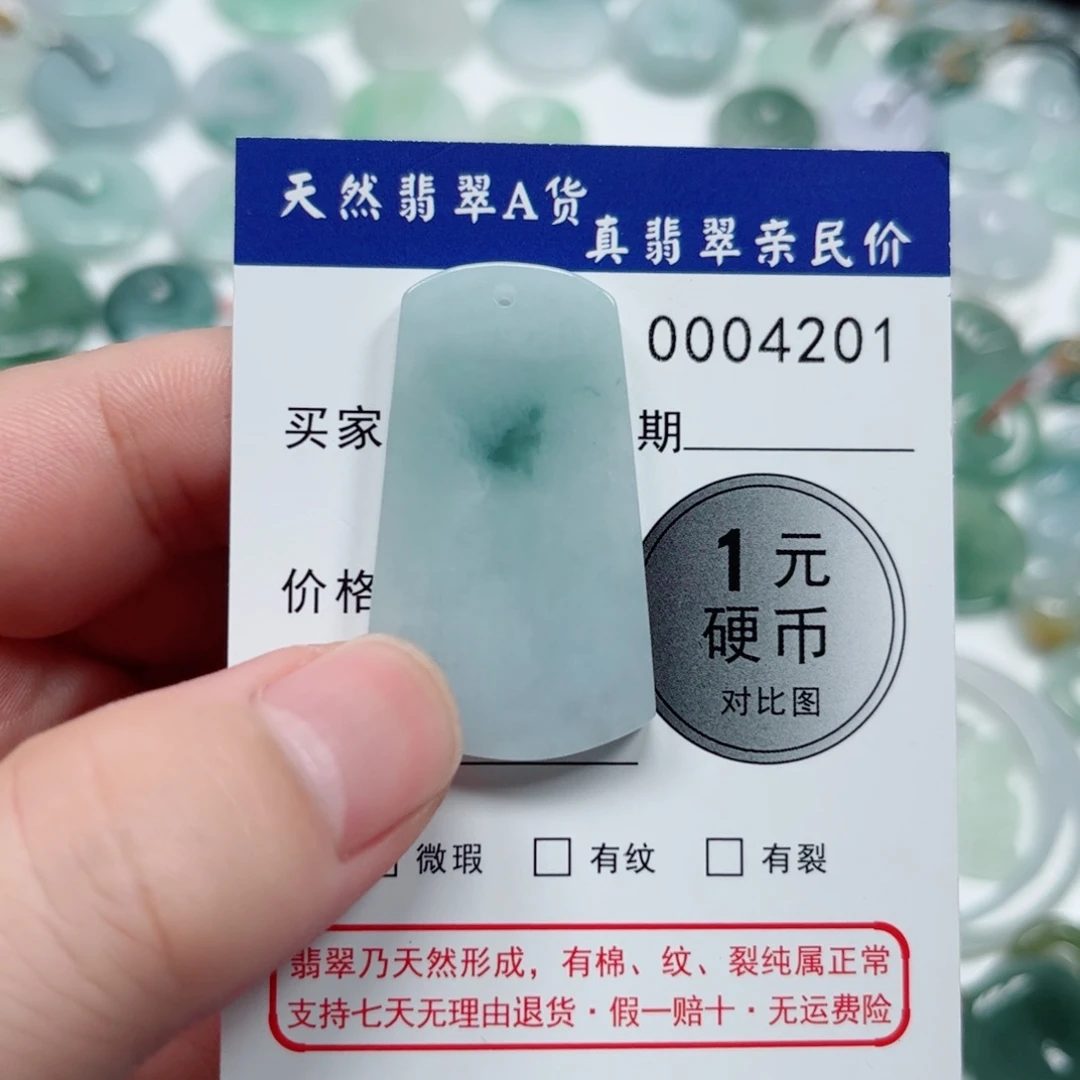 天然翡翠A货
真翡翠亲民价
0004201
买家
期
价格
1元
硬币
对比图
微瑕
有纹
有裂
翡翠乃天然形成，有棉、纹、裂纯属正常
支持七天无理由退货·假一赔十·无运费险